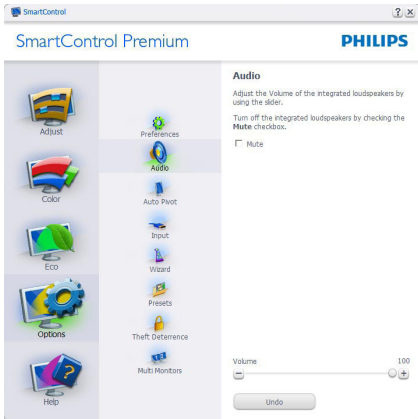 SmartControl
SmartControl Premium
PHILIPS
Adjust
Color
Eco
Options
Help
Preferences
Audio
Auto Pivot
Input
Wizard
Presets
Theft Deterrence
Multi Monitors
Audio
Adjust the Volume of the integrated loudspeakers by
using the slider.
Turn off the integrated loudspeakers by checking the
Mute checkbox.
Mute
Volume 100
Undo